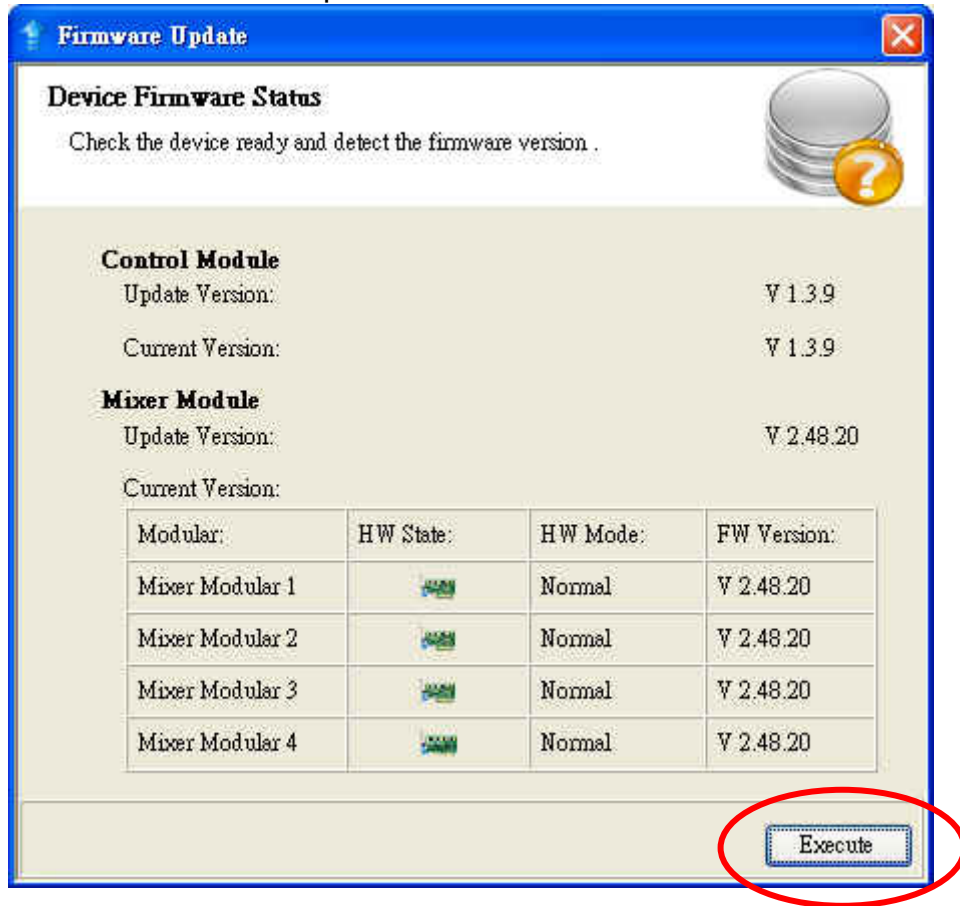 Firmware Update
Device Firmware Status
Check the device ready and detect the firmware version .
?
Control Module
Update Version: V 1.3.9
Current Version: V 1.3.9
Mixer Module
Update Version: V 2.48.20
Current Version:
Modular: HW State: HW Mode: FW Version:
Mixer Modular 1 Normal V 2.48.20
Mixer Modular 2 Normal V 2.48.20
Mixer Modular 3 Normal V 2.48.20
Mixer Modular 4 Normal V 2.48.20
Execute